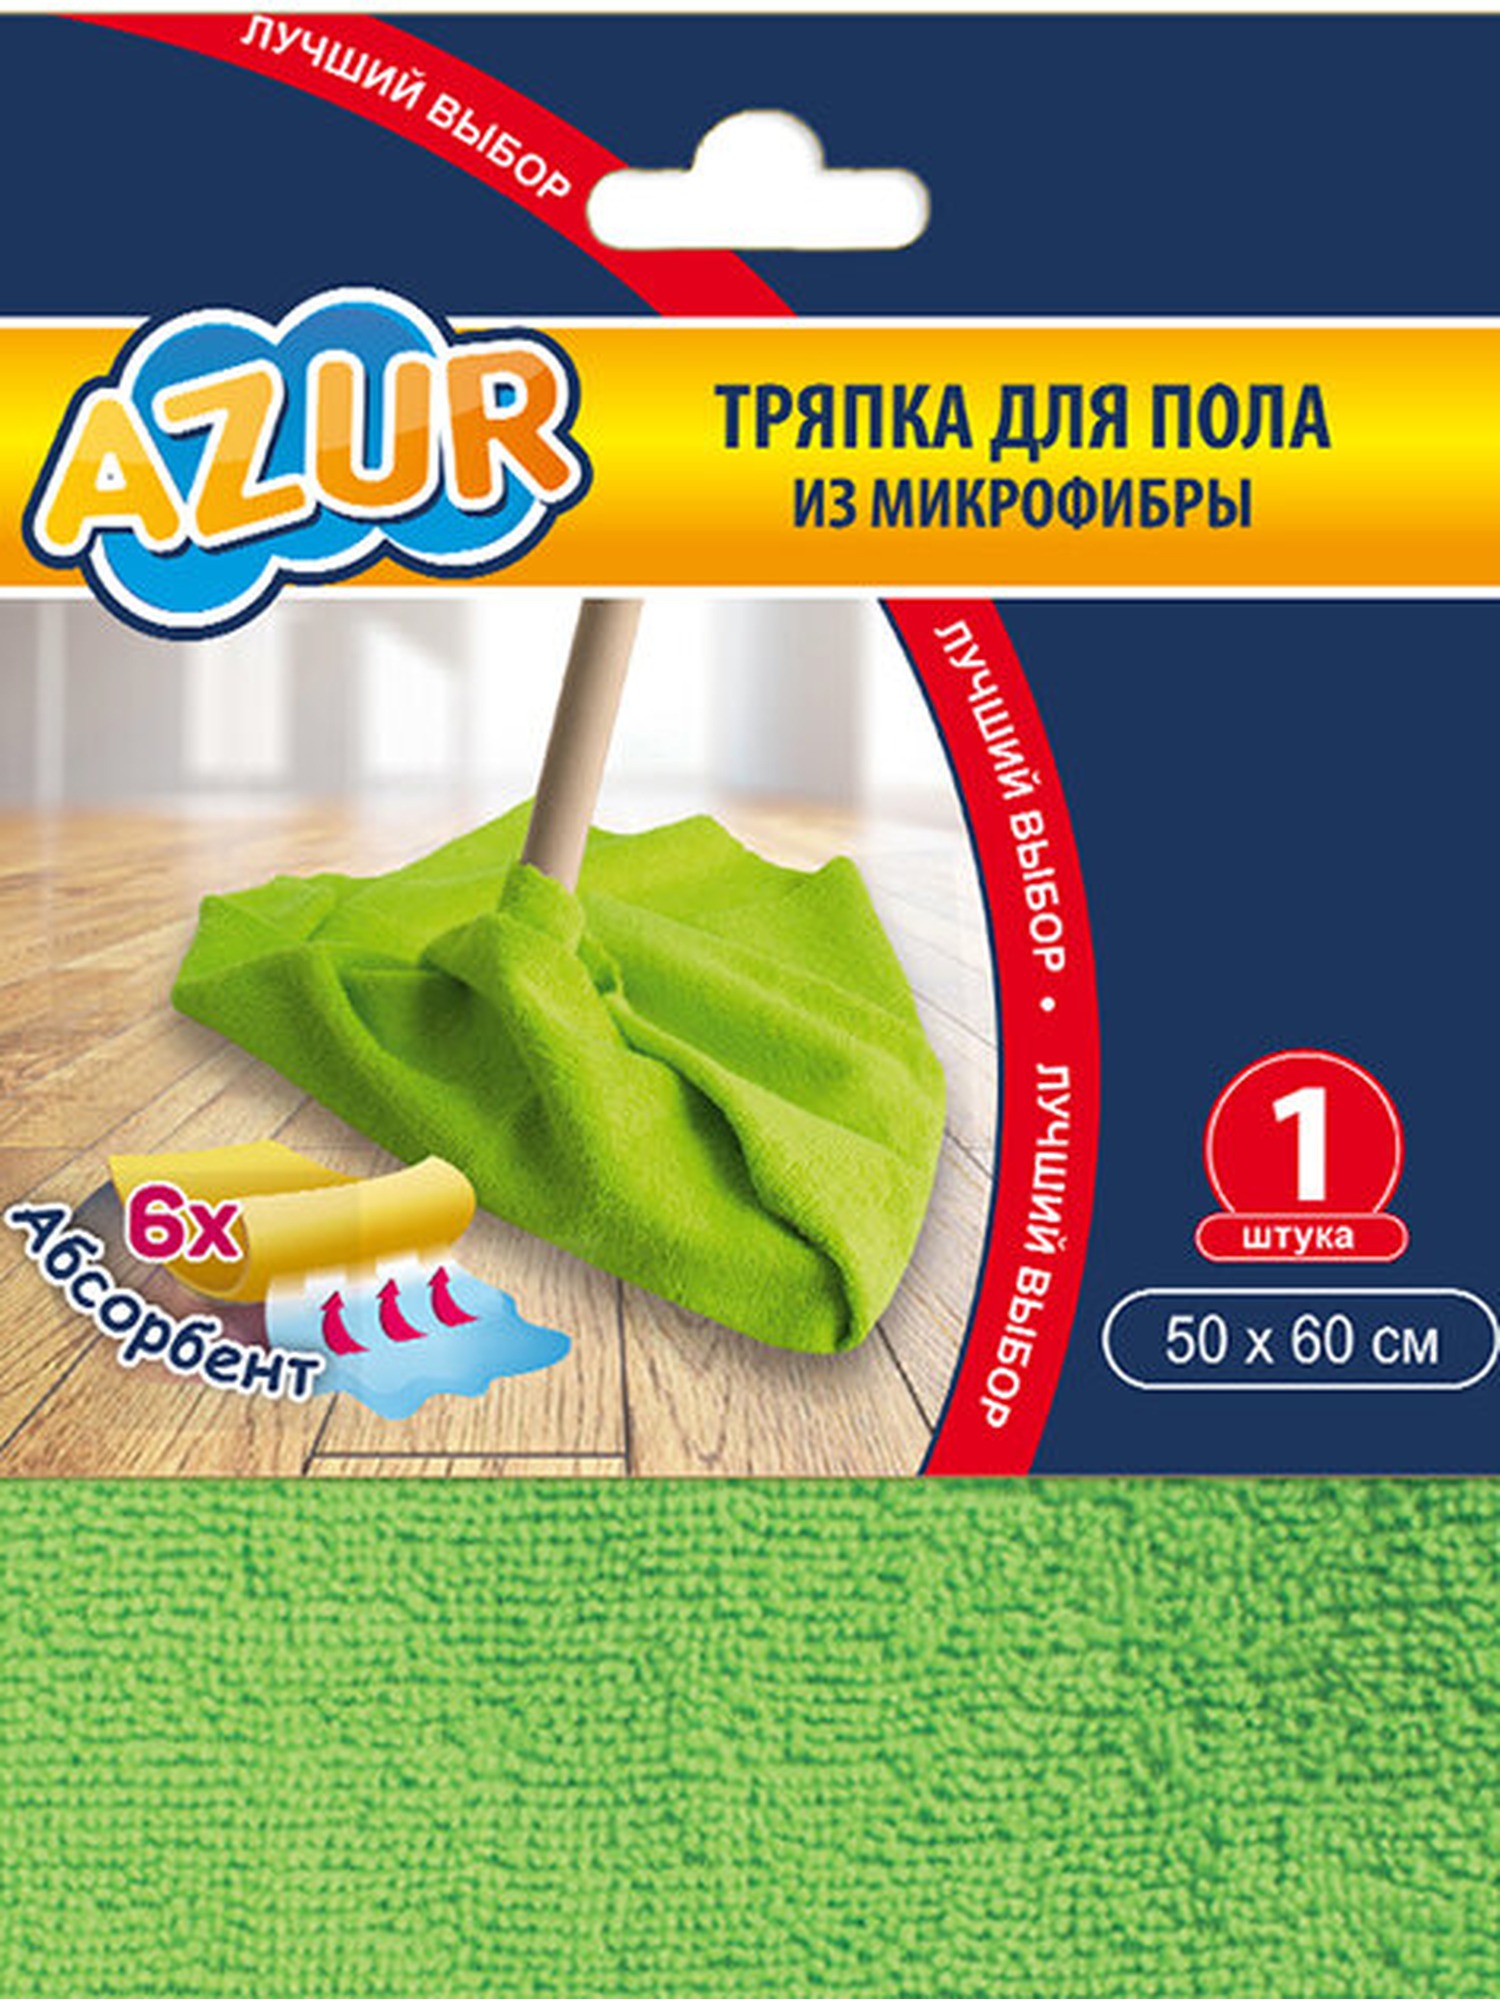 ЛУЧШИЙ ВЫБОР
AZUR
ТРЯПКА ДЛЯ ПОЛА
ИЗ МИКРОФИБРЫ
ЛУЧШИЙ ВЫБОР • ЛУЧШИЙ ВЫБОР
6х
Абсорбент
1
штука
50 х 60 см